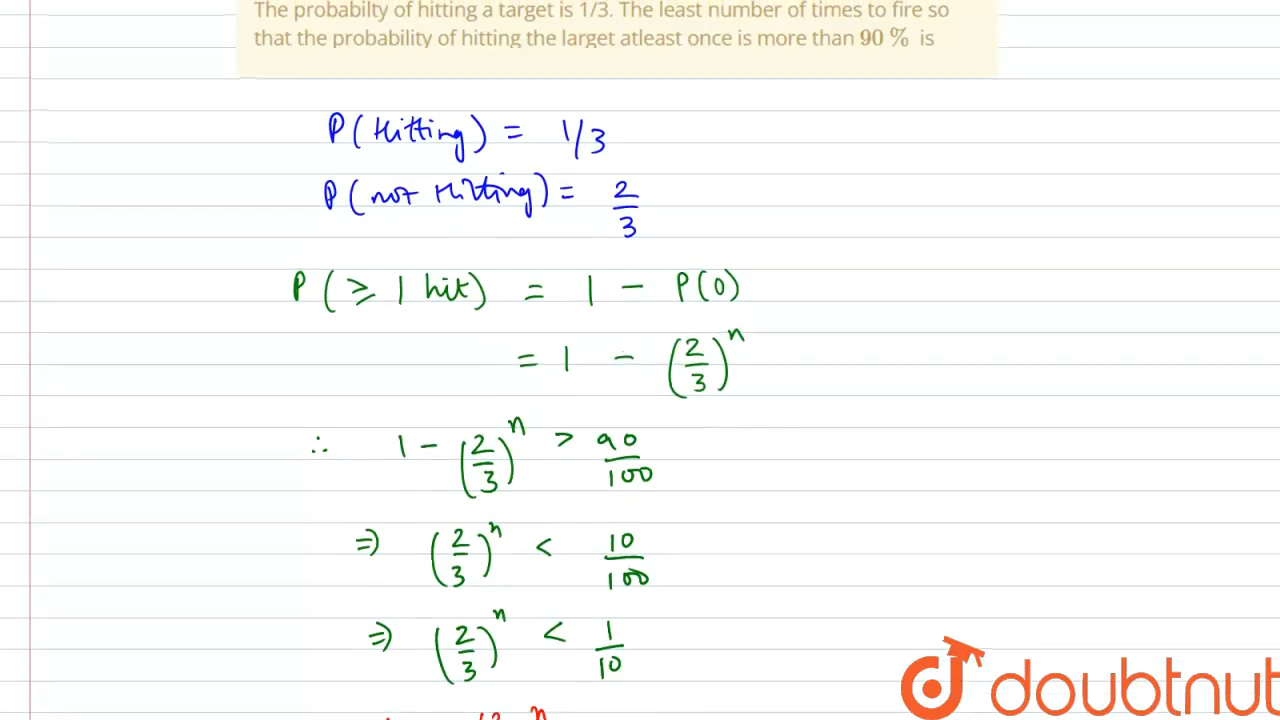 The probabilty of hitting a target is 1/3. The least number of times to fire so
that the probability of hitting the larget atleast once is more than 90 % is
P(Hitting) = 1/3
P(not Hitting) = 2/3
P(≥ 1 hit) = 1 - P(0)
= 1 - (2/3)^n
∴ 1 - (2/3)^n > 90/100
⇒ (2/3)^n < 10/100
⇒ (2/3)^n < 1/10
doubtnut